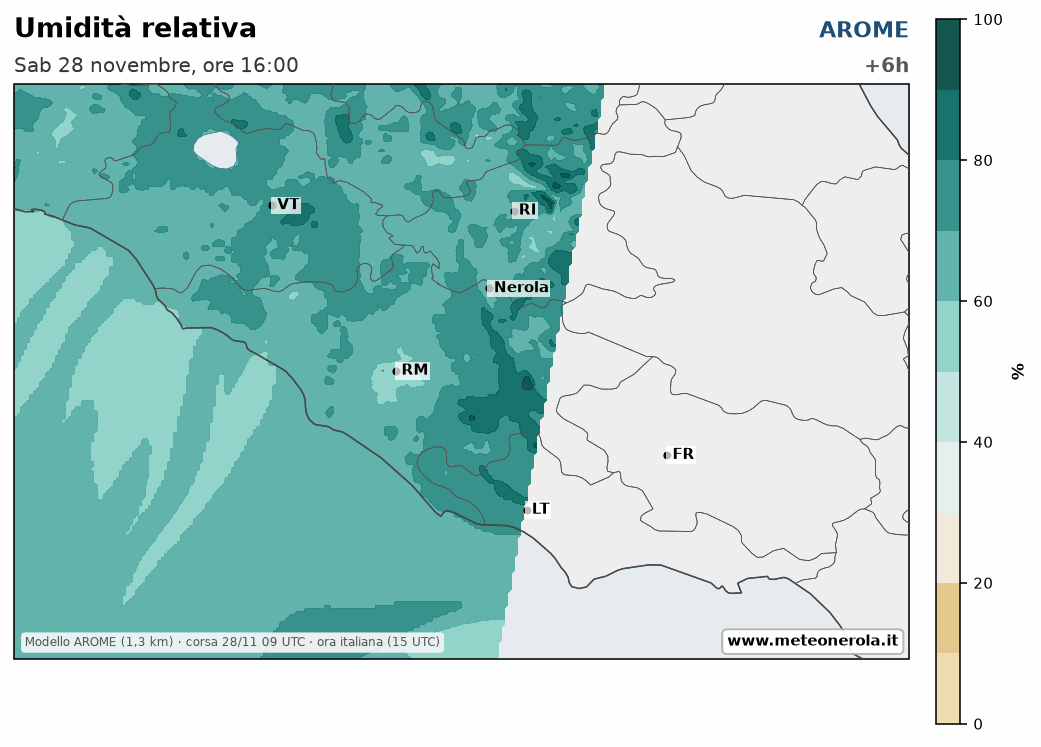 Umidità relativa
AROME
Sab 28 novembre, ore 16:00
+6h
100
80
60
40
20
0
%
VT
RI
Nerola
RM
FR
LT
Modello AROME (1,3 km) · corsa 28/11 09 UTC · ora italiana (15 UTC)
www.meteonerola.it